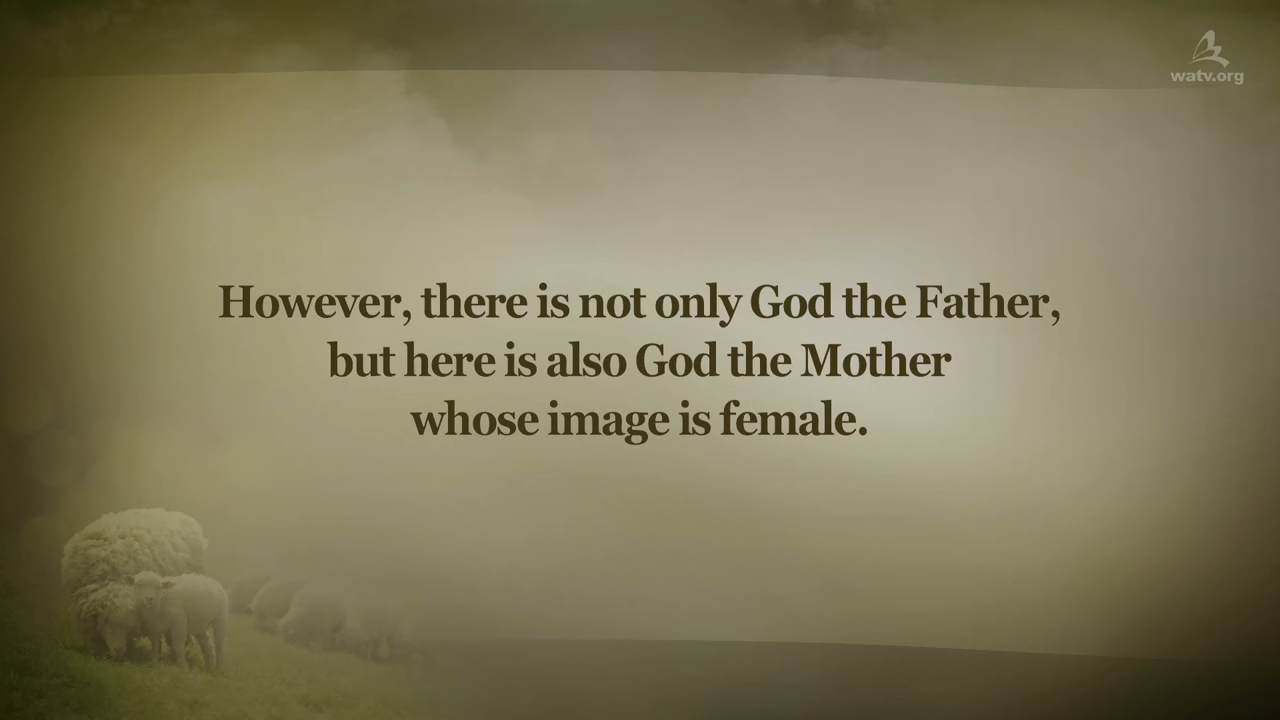 watv.org
However, there is not only God the Father,
but here is also God the Mother
whose image is female.